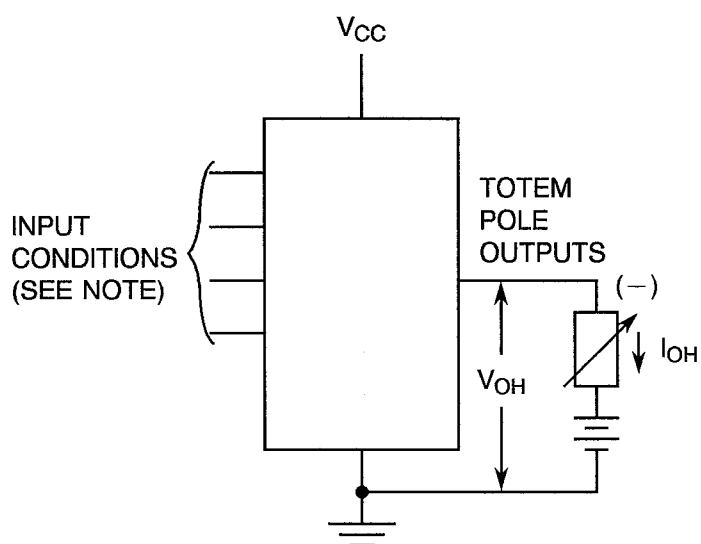 VCC
INPUT
CONDITIONS
(SEE NOTE)
TOTEM
POLE
OUTPUTS
(−)
IOH
VOH